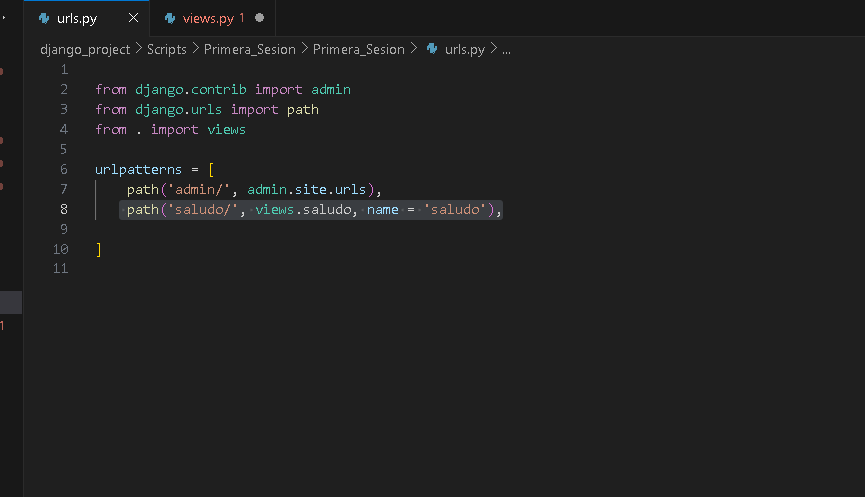 urls.py views.py 1
django_project > Scripts > Primera_Sesion > Primera_Sesion > urls.py > ...
1
2 from django.contrib import admin
3 from django.urls import path
4 from . import views
5
6 urlpatterns = [
7 path('admin/', admin.site.urls),
8 path('saludo/', views.saludo, name = 'saludo'),
9
10 ]
11
1